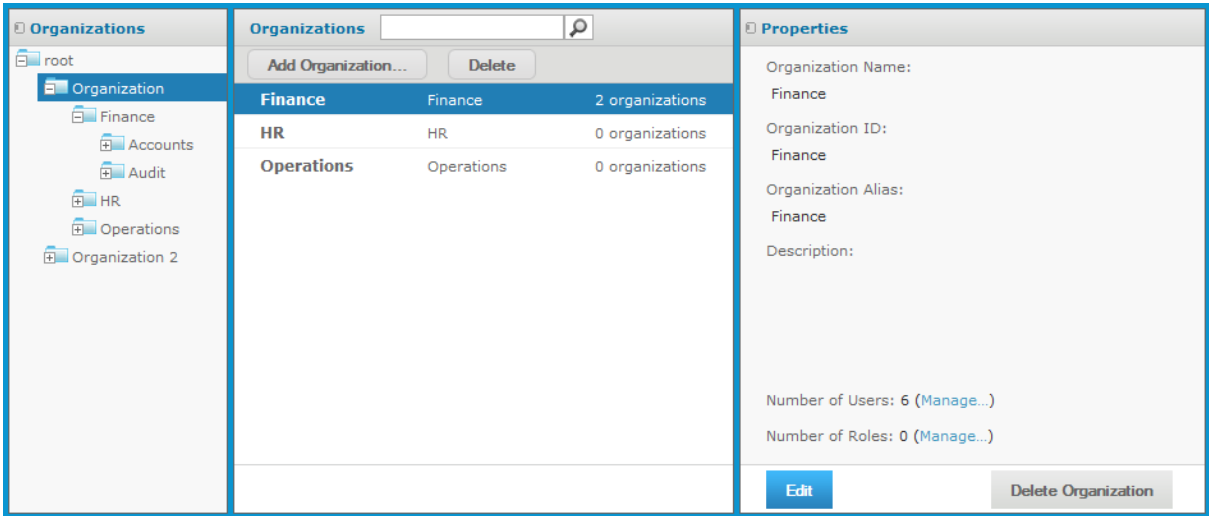 Organizations
root
Organization
Finance
Accounts
Audit
HR
Operations
Organization 2
Organizations
Add Organization... Delete
Finance Finance 2 organizations
HR HR 0 organizations
Operations Operations 0 organizations
Properties
Organization Name:
Finance
Organization ID:
Finance
Organization Alias:
Finance
Description:
Number of Users: 6 (Manage...)
Number of Roles: 0 (Manage...)
Edit Delete Organization